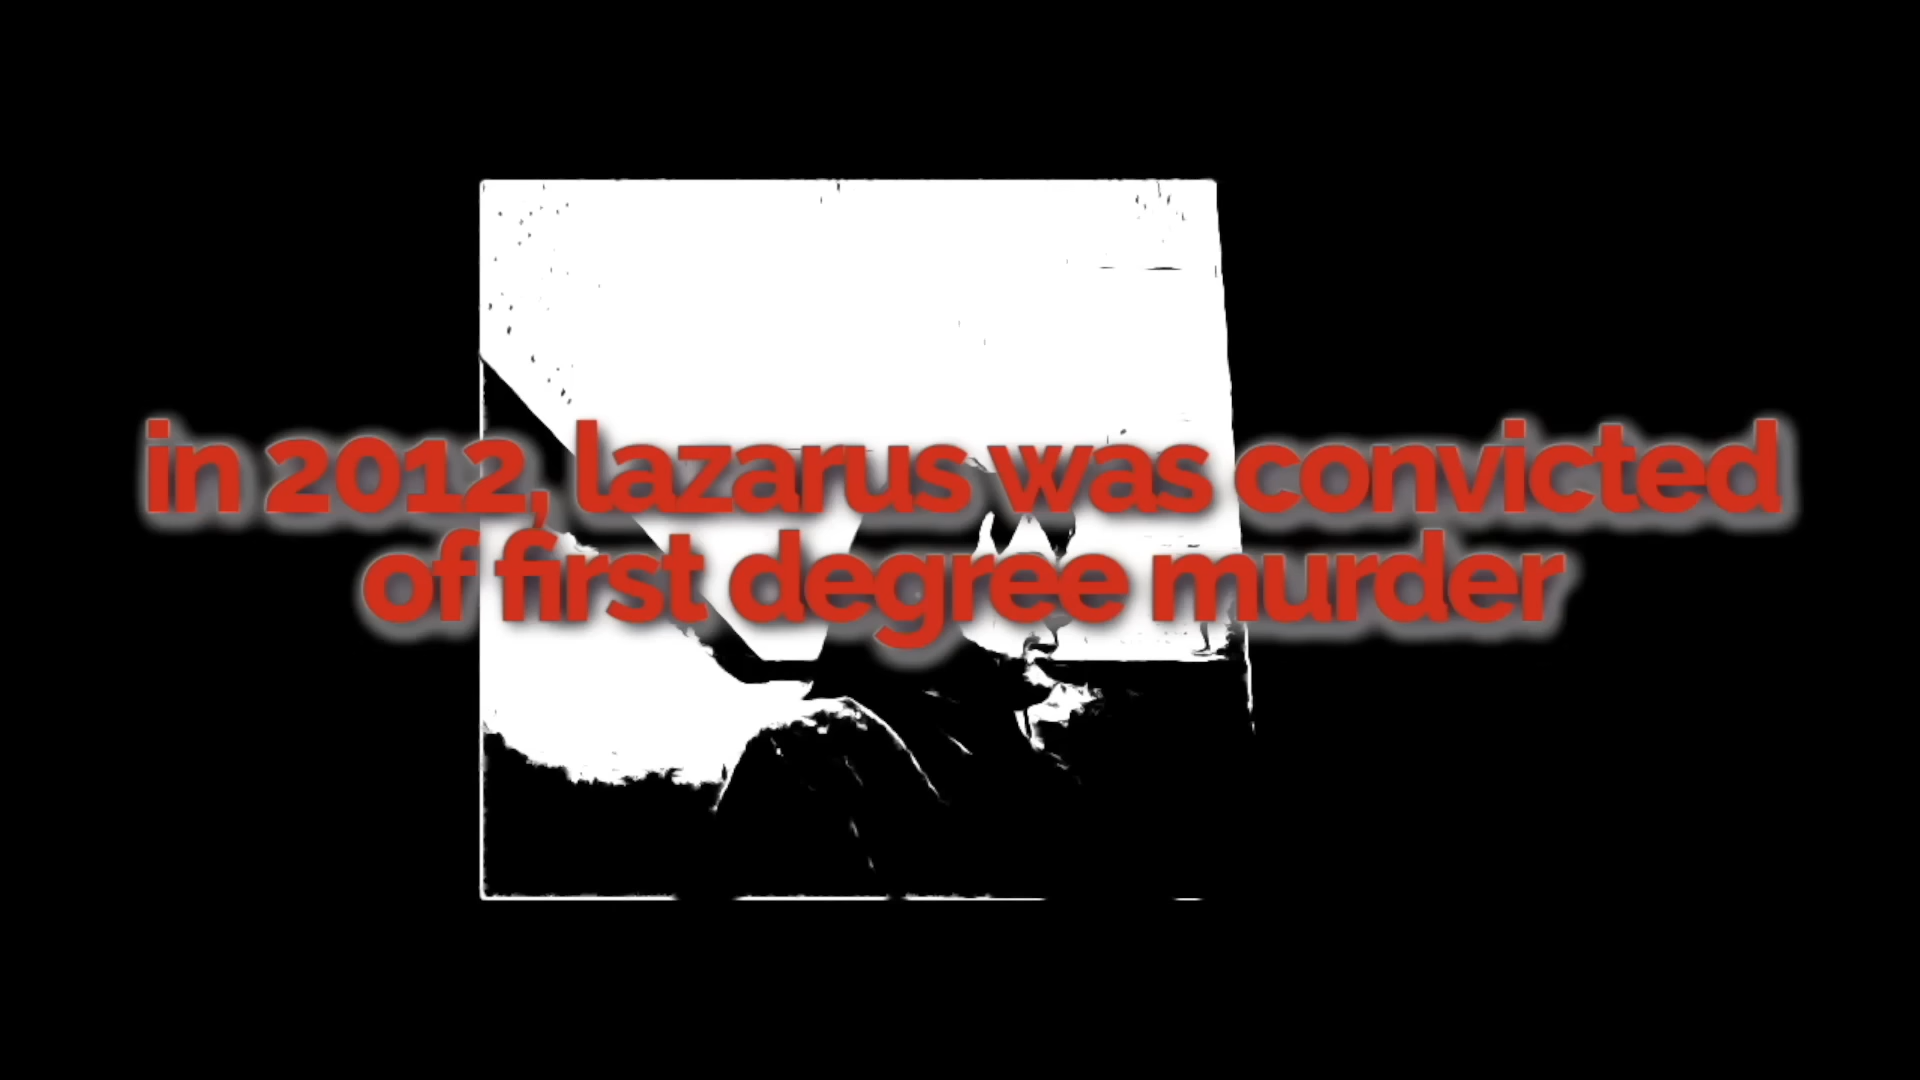 in 2012, lazarus was convicted
of first degree murder